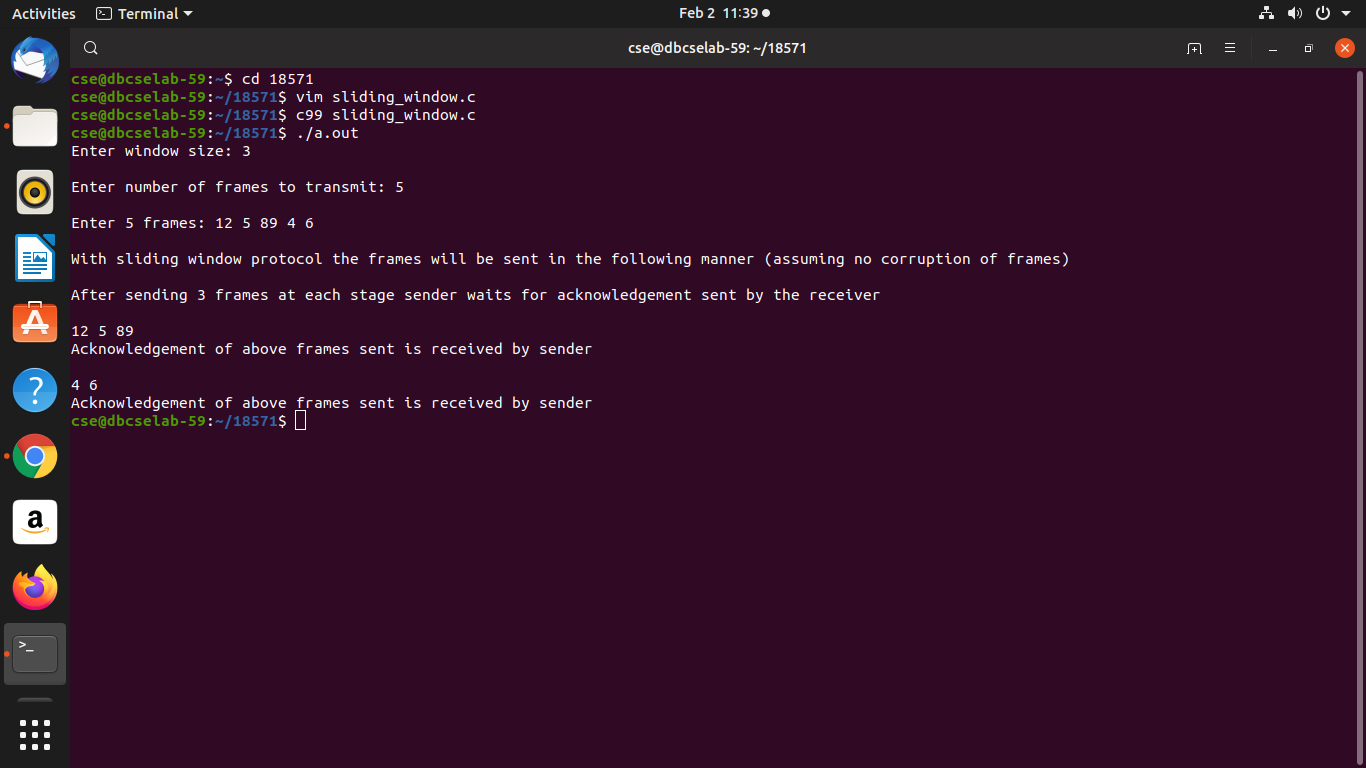 Activities Terminal Feb 2 11:39
cse@dbcselab-59: ~/18571
cse@dbcselab-59:~$ cd 18571
cse@dbcselab-59:~/18571$ vim sliding_window.c
cse@dbcselab-59:~/18571$ c99 sliding_window.c
cse@dbcselab-59:~/18571$ ./a.out
Enter window size: 3
Enter number of frames to transmit: 5
Enter 5 frames: 12 5 89 4 6
With sliding window protocol the frames will be sent in the following manner (assuming no corruption of frames)
After sending 3 frames at each stage sender waits for acknowledgement sent by the receiver
12 5 89
Acknowledgement of above frames sent is received by sender
4 6
Acknowledgement of above frames sent is received by sender
cse@dbcselab-59:~/18571$
?
a
>_